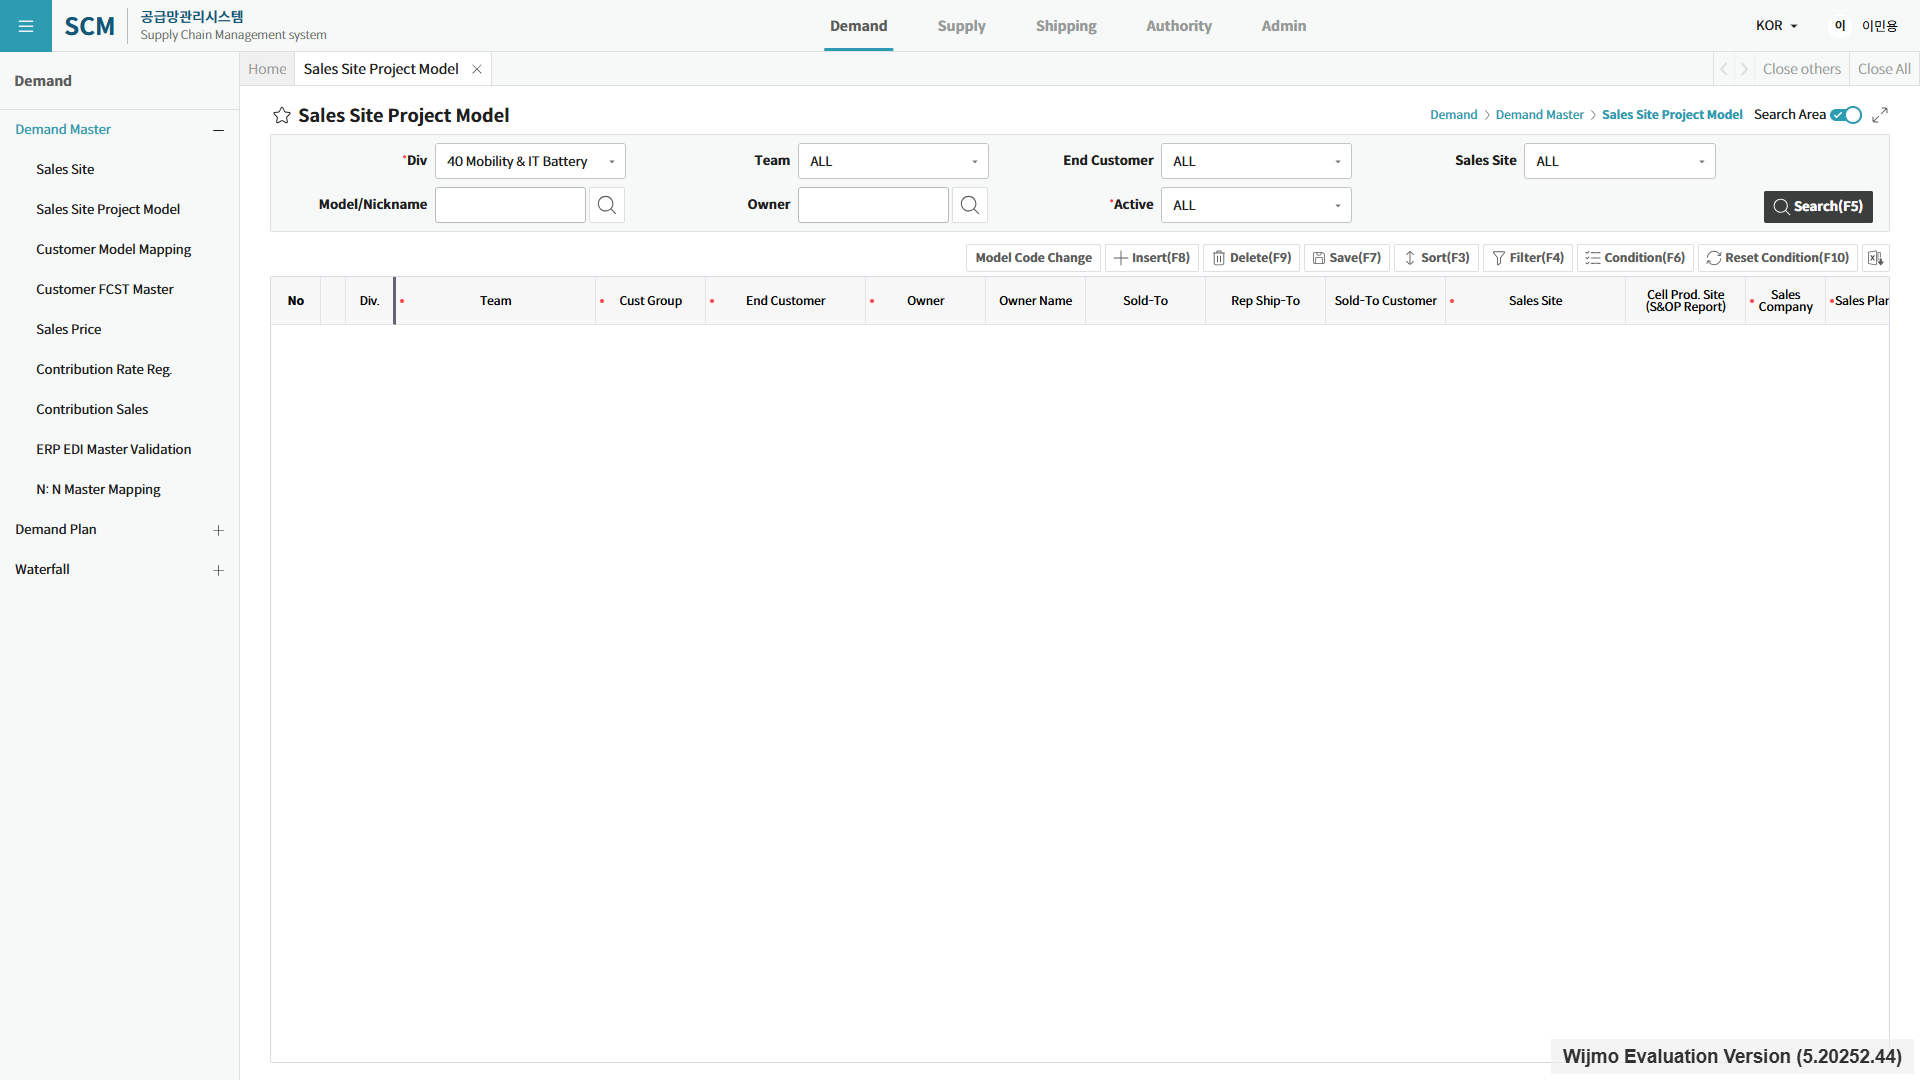 SCM
공급망관리시스템
Supply Chain Management system
Demand
Supply
Shipping
Authority
Admin
KOR
이
이민용
Demand
Home
Sales Site Project Model
Close others
Close All
Demand Master
Sales Site
Sales Site Project Model
Customer Model Mapping
Customer FCST Master
Sales Price
Contribution Rate Reg.
Contribution Sales
ERP EDI Master Validation
N: N Master Mapping
Demand Plan
Waterfall
Sales Site Project Model
Demand > Demand Master > Sales Site Project Model
Search Area
*Div
40 Mobility & IT Battery
Team
ALL
End Customer
ALL
Sales Site
ALL
Model/Nickname
Owner
*Active
ALL
Search(F5)
Model Code Change
Insert(F8)
Delete(F9)
Save(F7)
Sort(F3)
Filter(F4)
Condition(F6)
Reset Condition(F10)
No
Div.
Team
Cust Group
End Customer
Owner
Owner Name
Sold-To
Rep Ship-To
Sold-To Customer
Sales Site
Cell Prod. Site
(S&OP Report)
Sales
Company
Sales Plan
Wijmo Evaluation Version (5.20252.44)